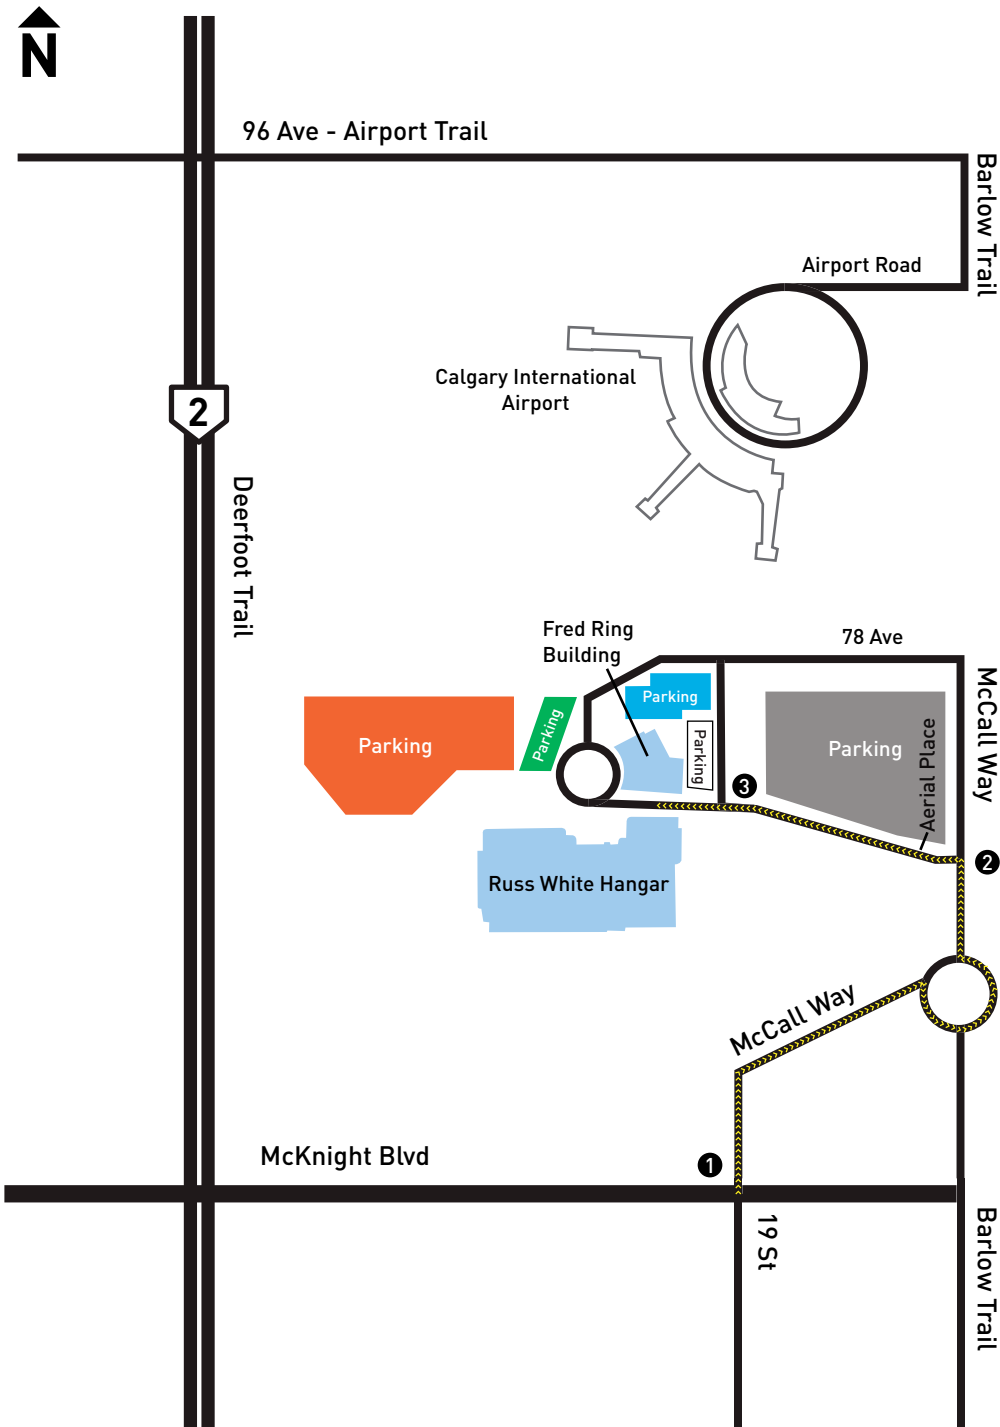 N
96 Ave - Airport Trail
Barlow Trail
Airport Road
Calgary International
Airport
2
Deerfoot Trail
Fred Ring
Building
78 Ave
McCall Way
Parking
Parking
Parking
Parking
Parking
Aerial Place
3
2
Russ White Hangar
McCall Way
McKnight Blvd
1
19 St
Barlow Trail